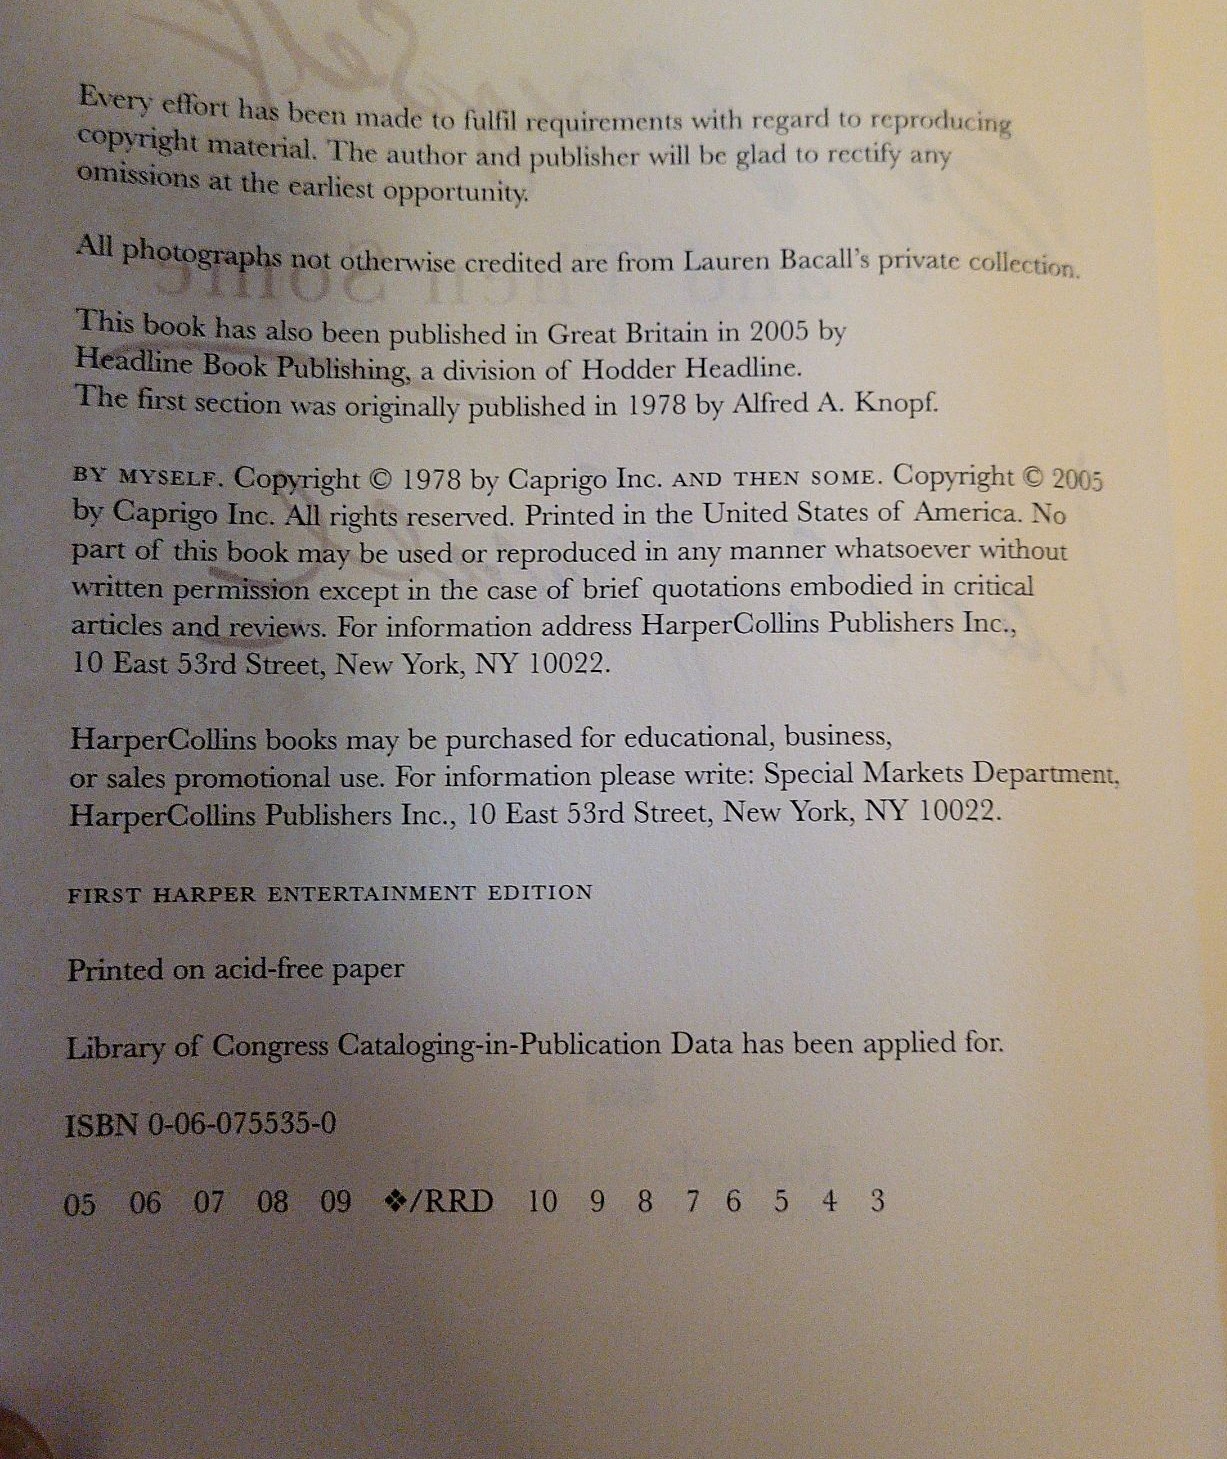 Every effort has been made to fulfil requirements with regard to reproducing
copyright material. The author and publisher will be glad to rectify any
omissions at the earliest opportunity.
All photographs not otherwise credited are from Lauren Bacall's private collection.
This book has also been published in Great Britain in 2005 by
Headline Book Publishing, a division of Hodder Headline.
The first section was originally published in 1978 by Alfred A. Knopf.
BY MYSELF. Copyright © 1978 by Caprigo Inc. AND THEN SOME. Copyright © 2005
by Caprigo Inc. All rights reserved. Printed in the United States of America. No
part of this book may be used or reproduced in any manner whatsoever without
written permission except in the case of brief quotations embodied in critical
articles and reviews. For information address HarperCollins Publishers Inc.,
10 East 53rd Street, New York, NY 10022.
HarperCollins books may be purchased for educational, business,
or sales promotional use. For information please write: Special Markets Department,
HarperCollins Publishers Inc., 10 East 53rd Street, New York, NY 10022.
FIRST HARPER ENTERTAINMENT EDITION
Printed on acid-free paper
Library of Congress Cataloging-in-Publication Data has been applied for.
ISBN 0-06-075535-0
05 06 07 08 09 ❖/RRD 10 9 8 7 6 5 4 3